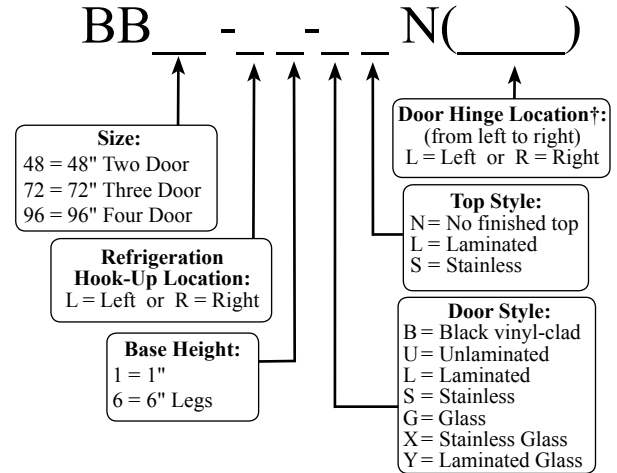 BB__ -_ _-_ _ N(____)
Size:
48 = 48" Two Door
72 = 72" Three Door
96 = 96" Four Door
Refrigeration
Hook-Up Location:
L = Left or R = Right
Base Height:
1 = 1"
6 = 6" Legs
Door Hinge Location†:
(from left to right)
L = Left or R = Right
Top Style:
N = No finished top
L = Laminated
S = Stainless
Door Style:
B = Black vinyl-clad
U = Unlaminated
L = Laminated
S = Stainless
G = Glass
X = Stainless Glass
Y = Laminated Glass